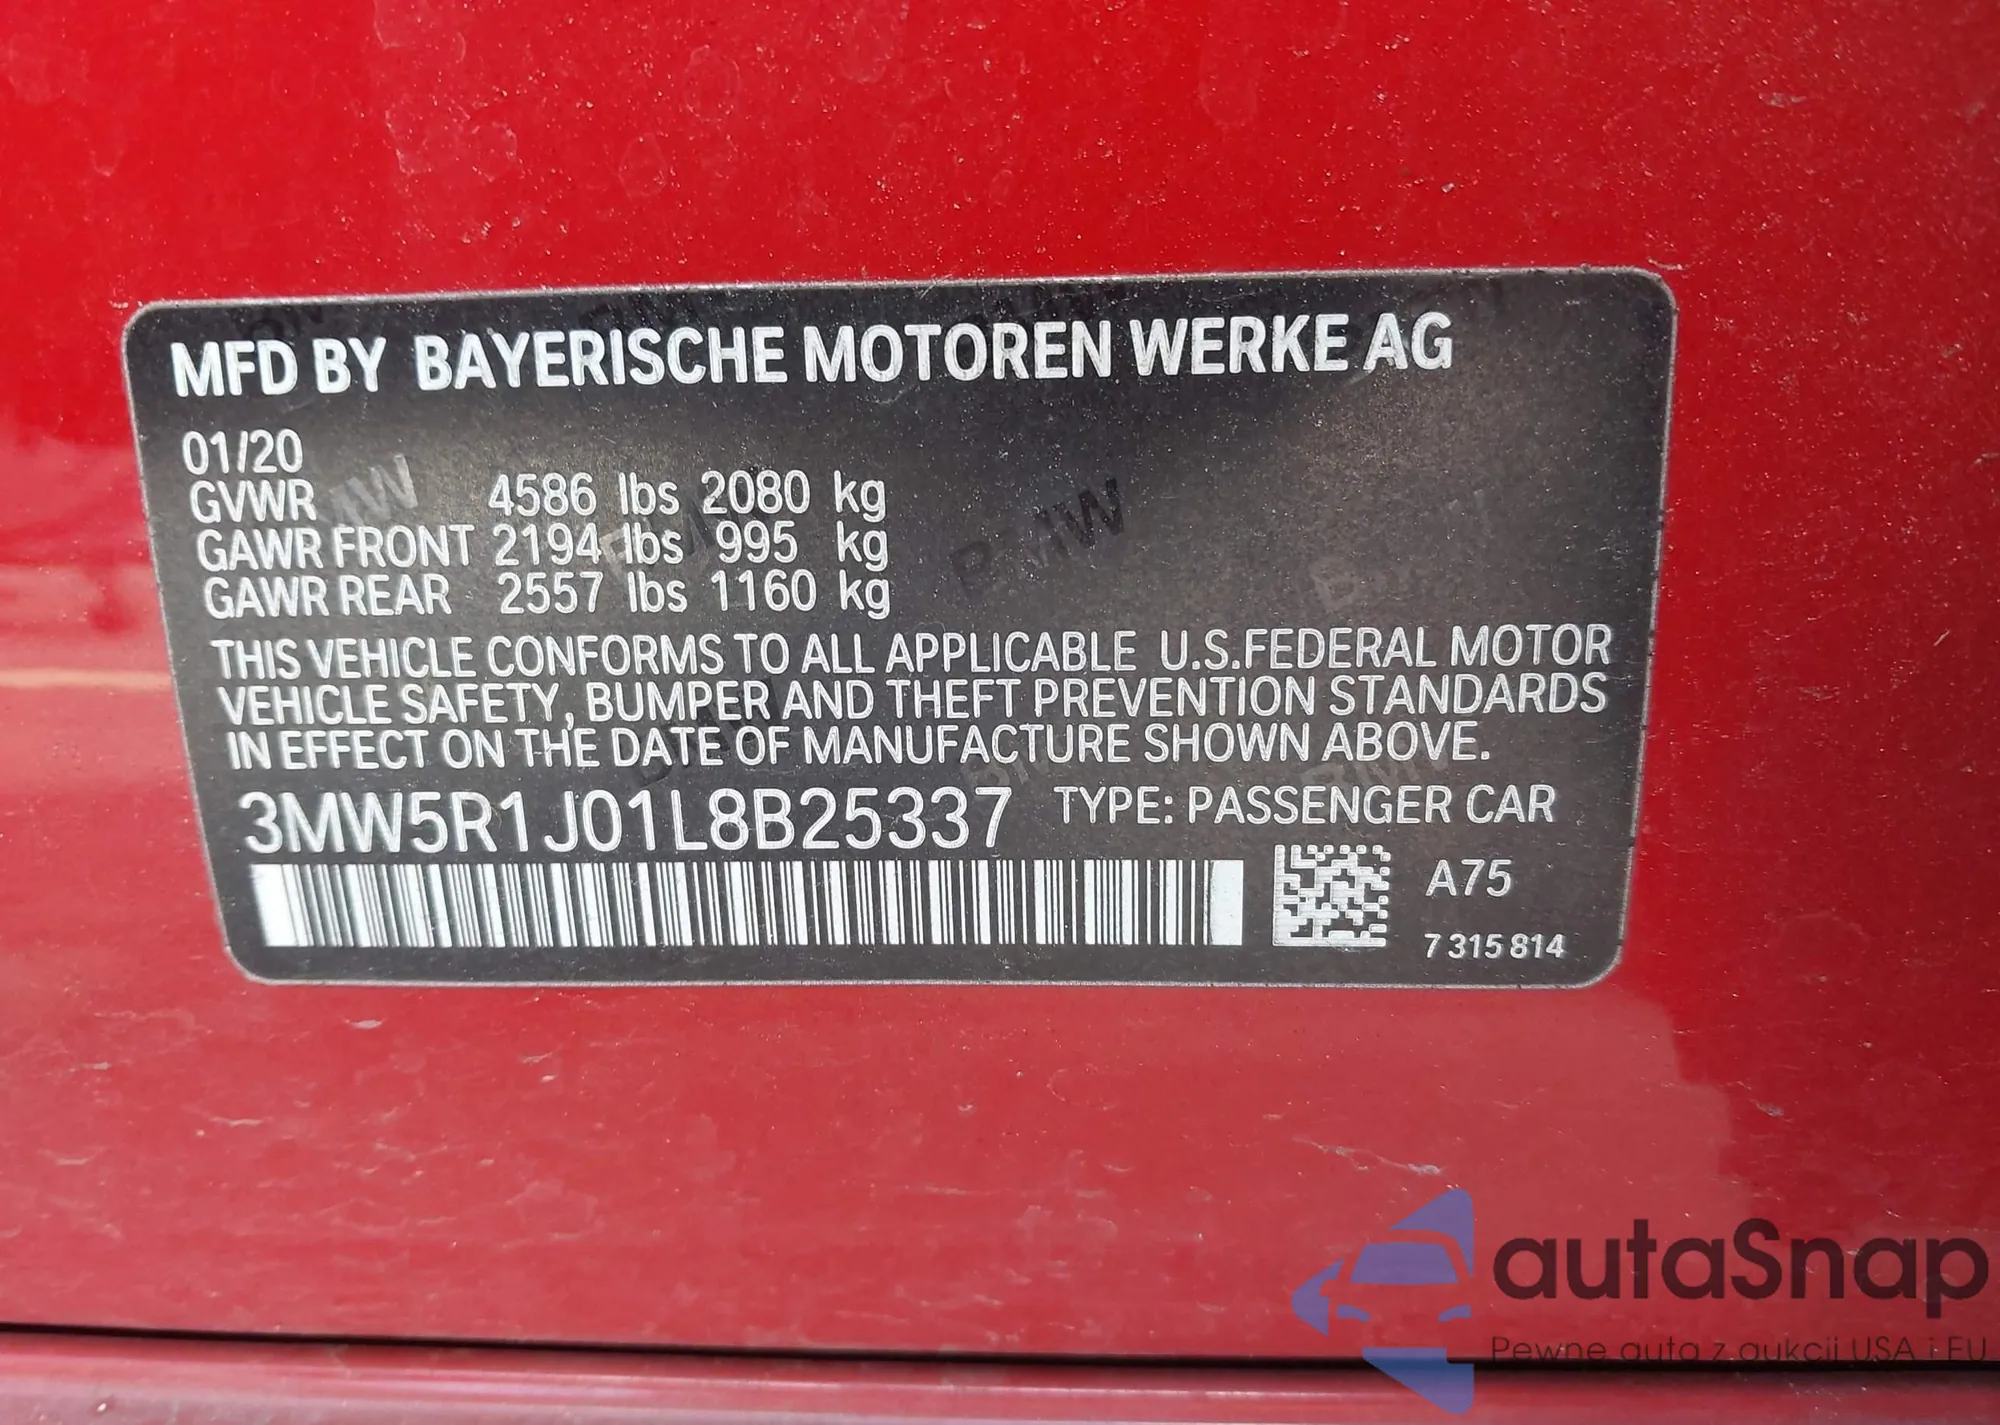 MFD BY BAYERISCHE MOTOREN WERKE AG
01/20
GVWR 4586 lbs 2080 kg
GAWR FRONT 2194 lbs 995 kg
GAWR REAR 2557 lbs 1160 kg
THIS VEHICLE CONFORMS TO ALL APPLICABLE U.S.FEDERAL MOTOR
VEHICLE SAFETY, BUMPER AND THEFT PREVENTION STANDARDS
IN EFFECT ON THE DATE OF MANUFACTURE SHOWN ABOVE.
3MW5R1J01L8B25337 TYPE: PASSENGER CAR
A75
7 315 814
autaSnap
Pewne auta z aukcji USA i EU